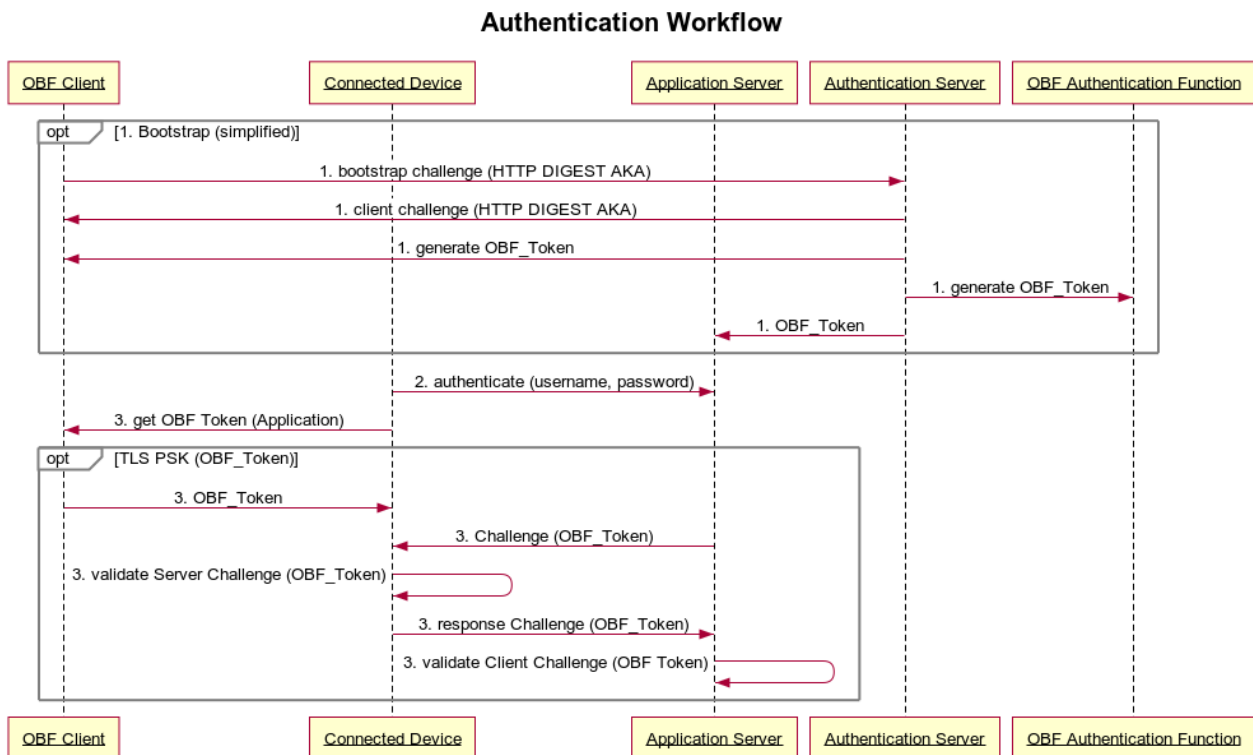 Authentication Workflow
OBF Client
Connected Device
Application Server
Authentication Server
OBF Authentication Function
opt
[1. Bootstrap (simplified)]
1. bootstrap challenge (HTTP DIGEST AKA)
1. client challenge (HTTP DIGEST AKA)
1. generate OBF_Token
1. generate OBF_Token
1. OBF_Token
2. authenticate (username, password)
3. get OBF Token (Application)
opt
[TLS PSK (OBF_Token)]
3. OBF_Token
3. Challenge (OBF_Token)
3. validate Server Challenge (OBF_Token)
3. response Challenge (OBF_Token)
3. validate Client Challenge (OBF Token)
OBF Client
Connected Device
Application Server
Authentication Server
OBF Authentication Function